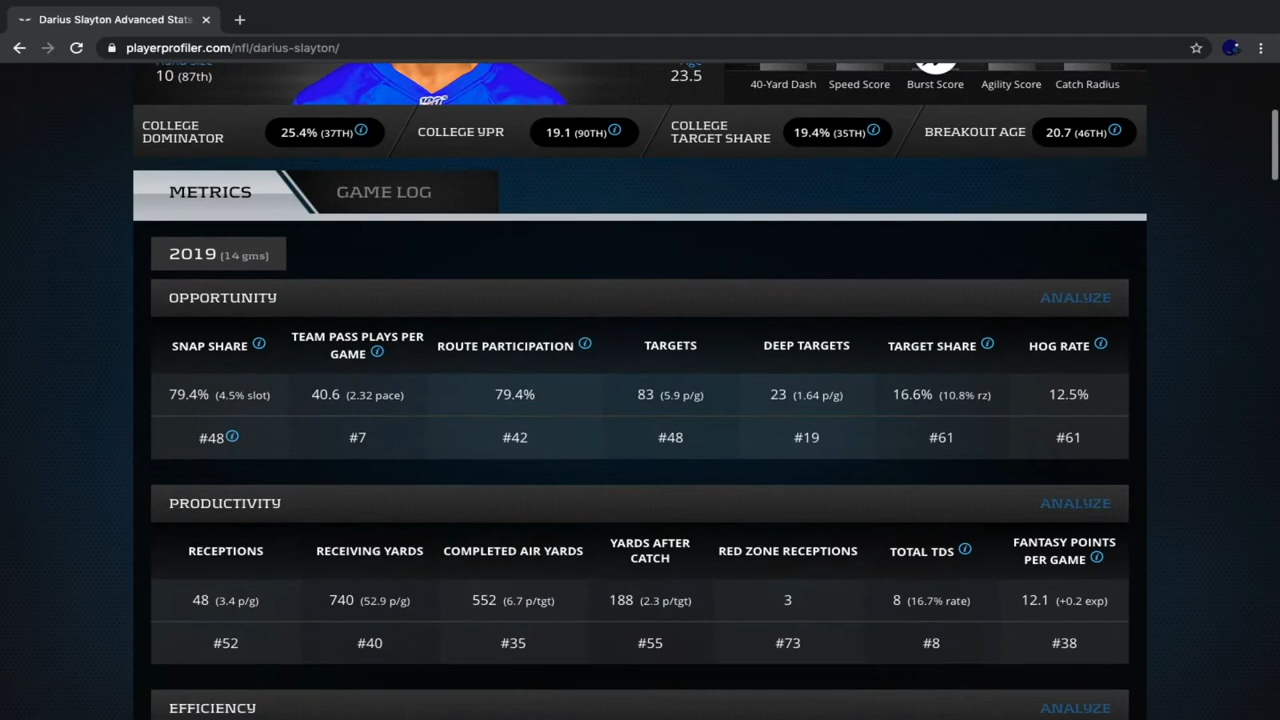 Darius Slayton Advanced Stats
playerprofiler.com/nfl/darius-slayton/
10 (87th)
23.5
40-Yard Dash Speed Score Burst Score Agility Score Catch Radius
COLLEGE DOMINATOR 25.4% (37TH)
COLLEGE YPR 19.1 (90TH)
COLLEGE TARGET SHARE 19.4% (35TH)
BREAKOUT AGE 20.7 (46TH)
METRICS GAME LOG
2019 [14 gms]
OPPORTUNITY ANALYZE
SNAP SHARE TEAM PASS PLAYS PER GAME ROUTE PARTICIPATION TARGETS DEEP TARGETS TARGET SHARE HOG RATE
79.4% (4.5% slot) 40.6 (2.32 pace) 79.4% 83 (5.9 p/g) 23 (1.64 p/g) 16.6% (10.8% rz) 12.5%
#48 #7 #42 #48 #19 #61 #61
PRODUCTIVITY ANALYZE
RECEPTIONS RECEIVING YARDS COMPLETED AIR YARDS YARDS AFTER CATCH RED ZONE RECEPTIONS TOTAL TDS FANTASY POINTS PER GAME
48 (3.4 p/g) 740 (52.9 p/g) 552 (6.7 p/tgt) 188 (2.3 p/tgt) 3 8 (16.7% rate) 12.1 (+0.2 exp)
#52 #40 #35 #55 #73 #8 #38
EFFICIENCY ANALYZE